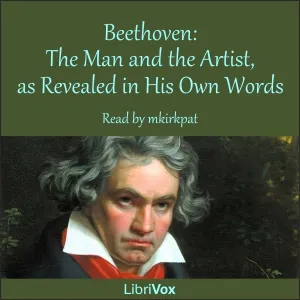 Beethoven:
The Man and the Artist,
as Revealed in His Own Words
Read by mkirkpat
LibriVox